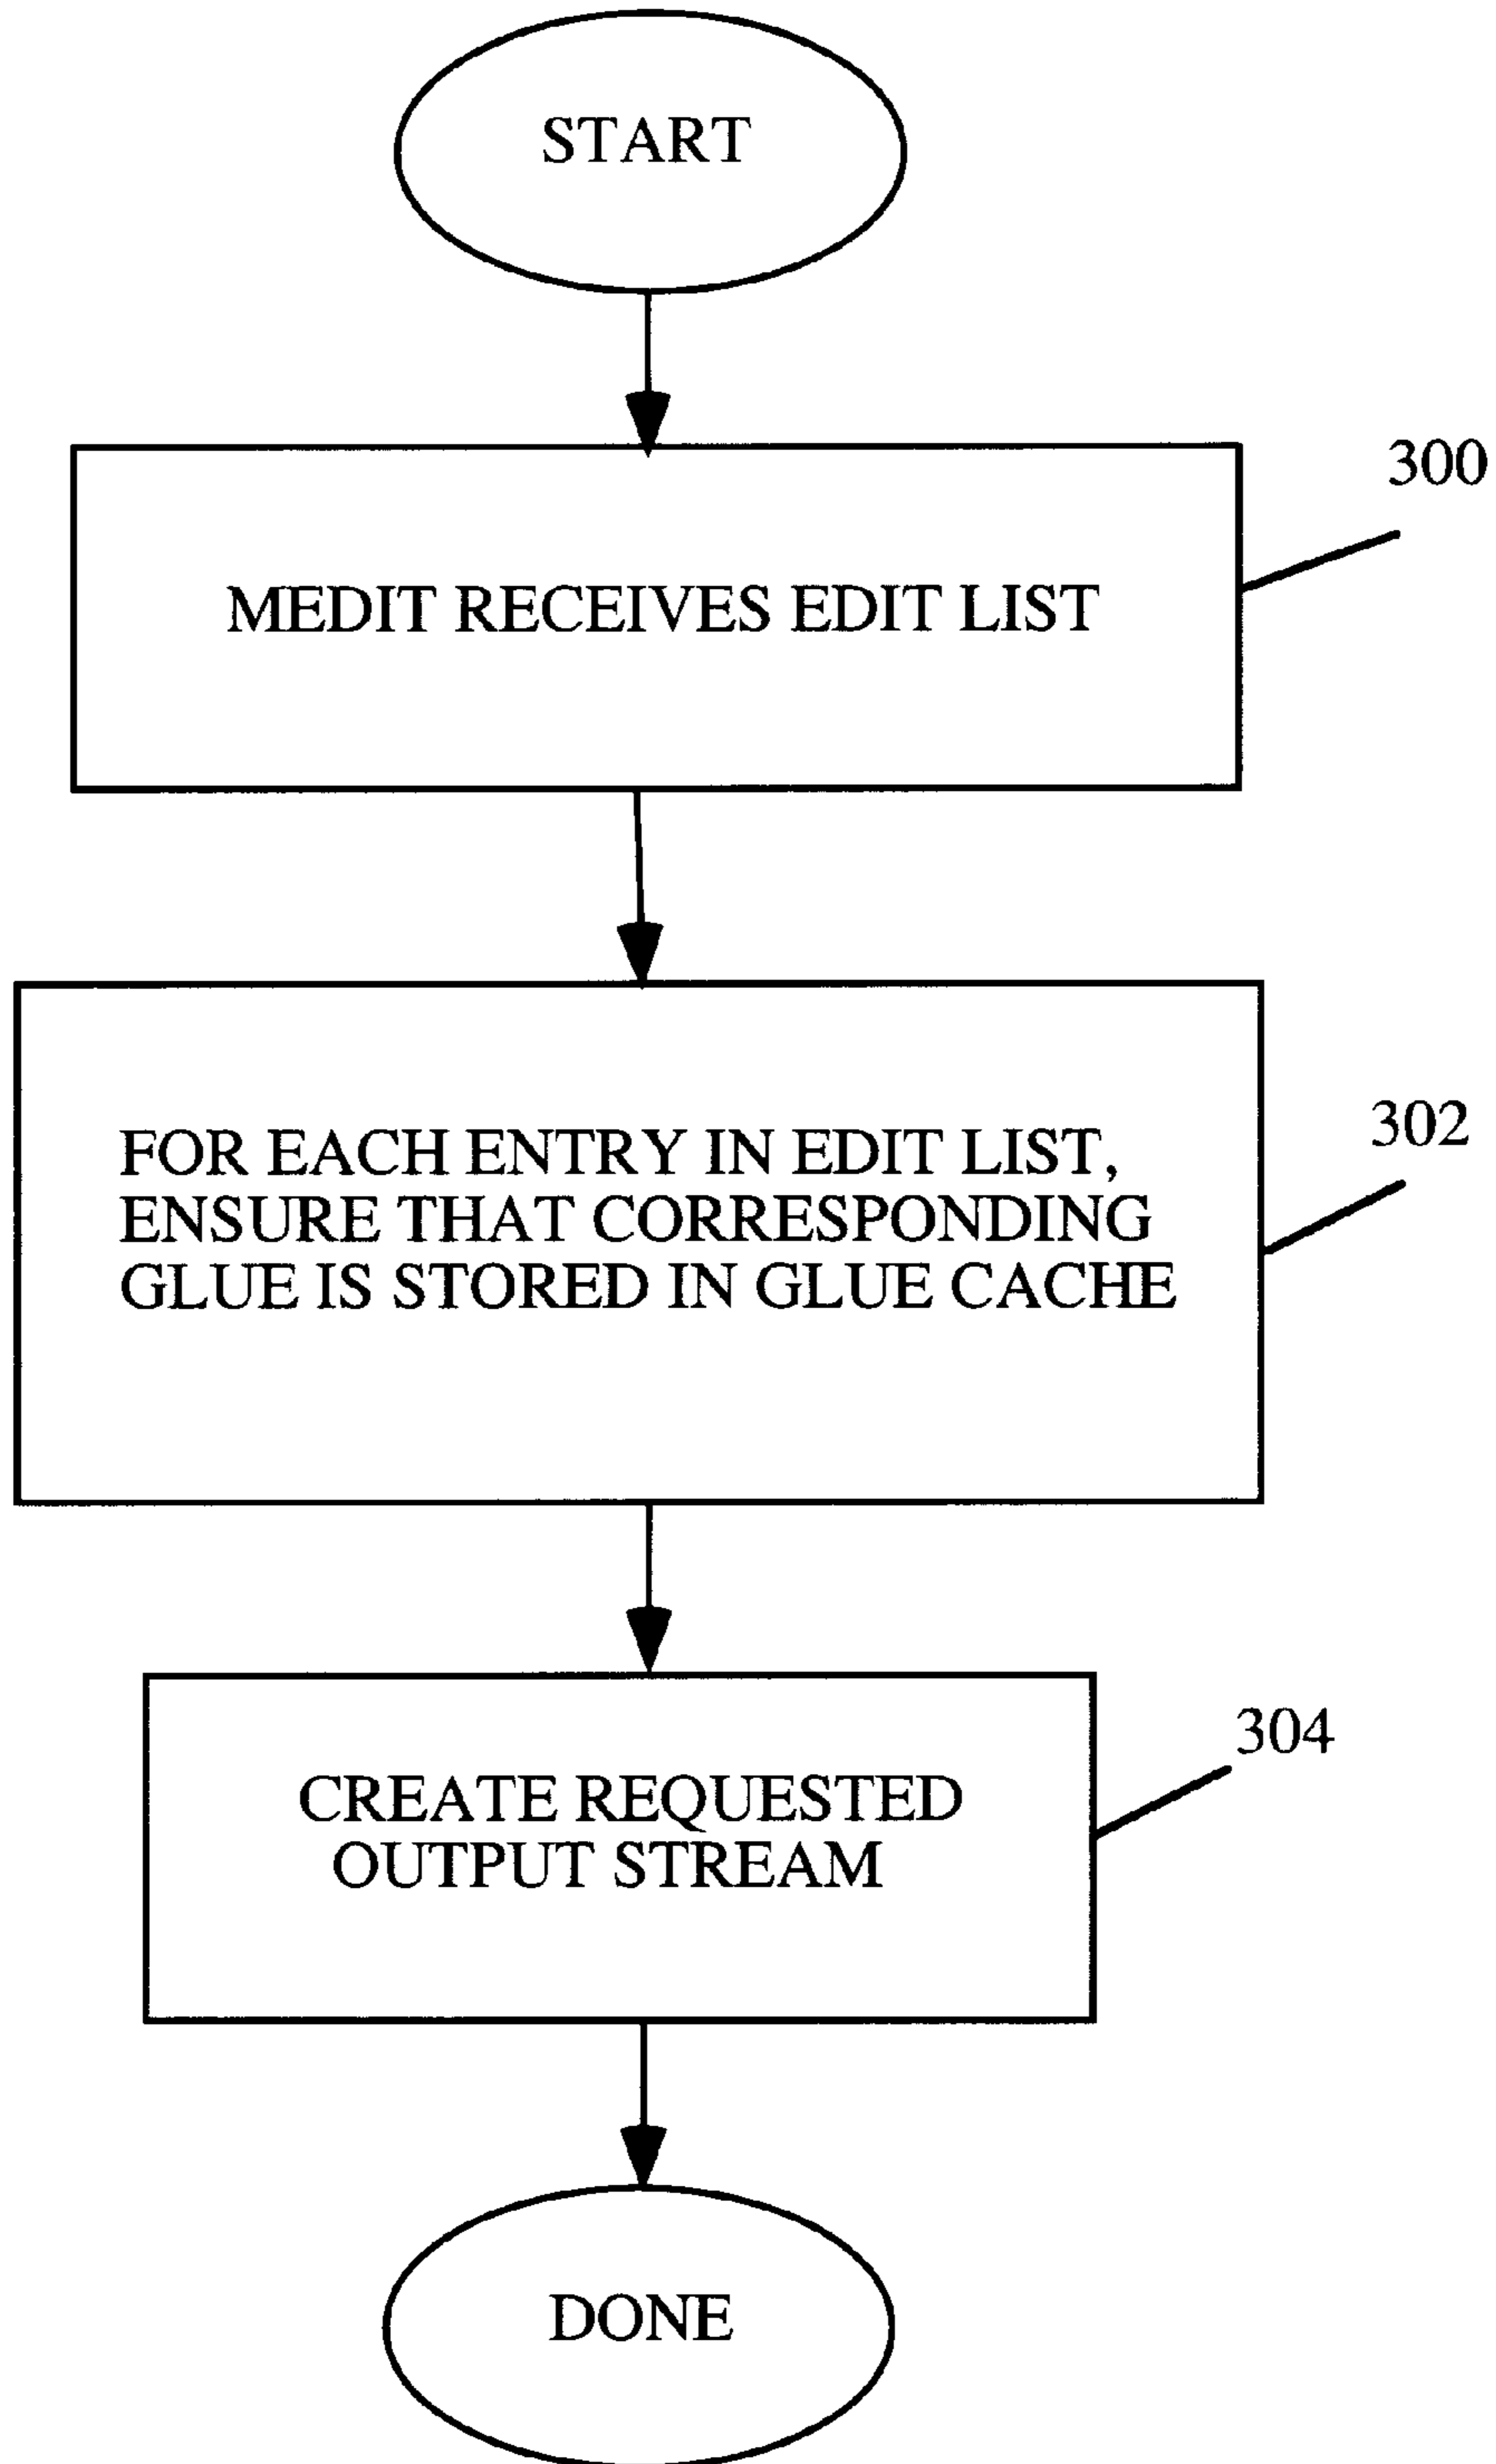 START
300
MEDIT RECEIVES EDIT LIST
302
FOR EACH ENTRY IN EDIT LIST,
ENSURE THAT CORRESPONDING
GLUE IS STORED IN GLUE CACHE
304
CREATE REQUESTED
OUTPUT STREAM
DONE